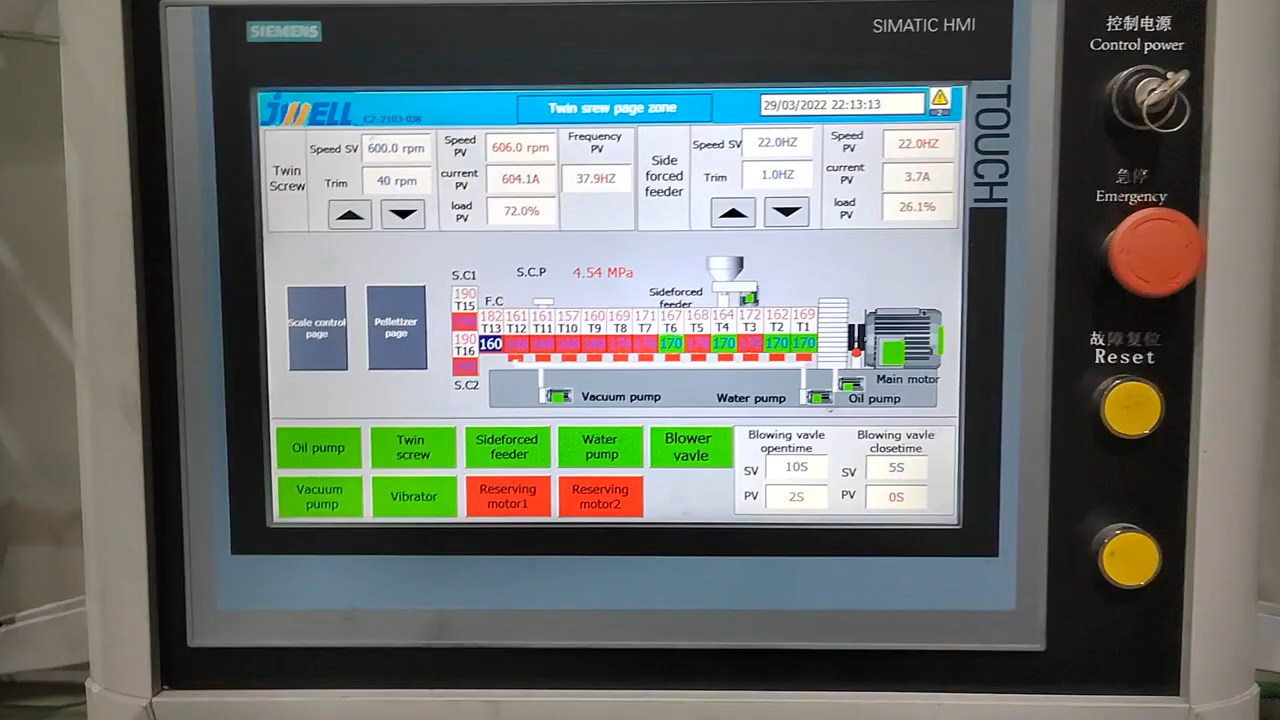 SIEMENS
SIMATIC HMI
TOUCH
控制电源
Control power
急停
Emergency
故障复位
Reset
JWELL
CZ-2103-038
Twin srew page zone
29/03/2022 22:13:13
Twin
Screw
Speed SV 600.0 rpm
Trim 40 rpm
Speed
PV 606.0 rpm
current
PV 604.1A
load
PV 72.0%
Frequency
PV
37.9HZ
Side
forced
feeder
Speed SV 22.0HZ
Trim 1.0HZ
Speed
PV 22.0HZ
current
PV 3.7A
load
PV 26.1%
Scale control
page
Pelletizer
page
S.C1
190
T15
190
T16
S.C2
S.C.P 4.54 MPa
F.C
Sideforced
feeder
182 161 161 157 160 169 171 167 168 164 172 162 169
T13 T12 T11 T10 T9 T8 T7 T6 T5 T4 T3 T2 T1
160 170 170 170 170
Vacuum pump
Water pump
Oil pump
Main motor
Oil pump
Twin
screw
Sideforced
feeder
Water
pump
Blower
vavle
Vacuum
pump
Vibrator
Reserving
motor1
Reserving
motor2
Blowing vavle
opentime
SV 10S
PV 2S
Blowing vavle
closetime
SV 5S
PV 0S